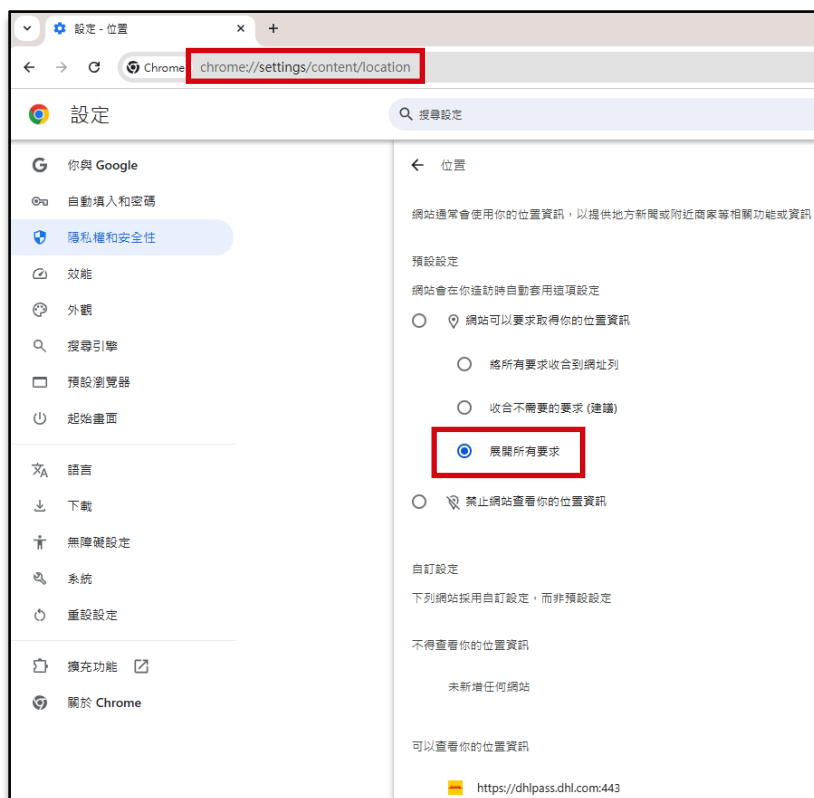 設定 - 位置
Chrome
chrome://settings/content/location
設定
搜尋設定
你與 Google
自動填入和密碼
隱私權和安全性
效能
外觀
搜尋引擎
預設瀏覽器
起始畫面
語言
下載
無障礙設定
系統
重設設定
擴充功能
關於 Chrome
位置
網站通常會使用你的位置資訊，以提供地方新聞或附近商家等相關功能或資訊
預設設定
網站會在你造訪時自動套用這項設定
網站可以要求取得你的位置資訊
將所有要求收合到網址列
收合不需要的要求 (建議)
展開所有要求
禁止網站查看你的位置資訊
自訂設定
下列網站採用自訂設定，而非預設設定
不得查看你的位置資訊
未新增任何網站
可以查看你的位置資訊
https://dhlpass.dhl.com:443